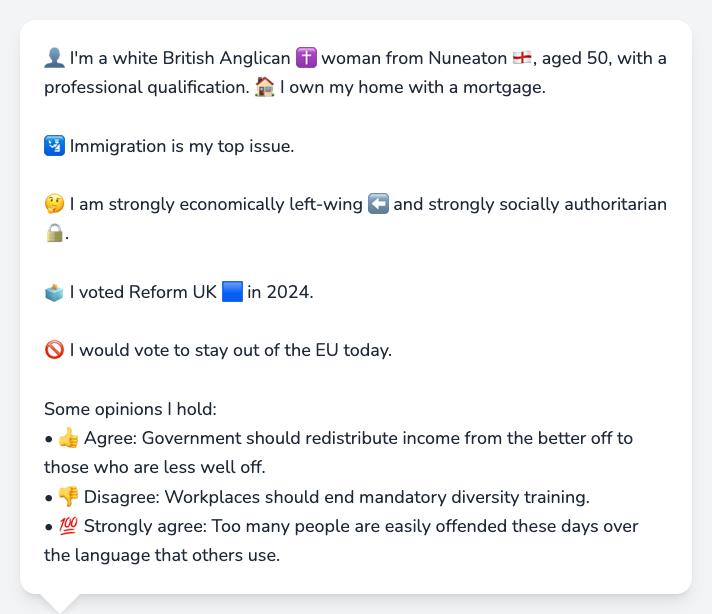 👤 I'm a white British Anglican ✝️ woman from Nuneaton 🏴󠁧󠁢󠁥󠁮󠁧󠁿, aged 50, with a
professional qualification. 🏠 I own my home with a mortgage.
🛂 Immigration is my top issue.
🤔 I am strongly economically left-wing ⬅️ and strongly socially authoritarian
🔒.
🗳️ I voted Reform UK 🟦 in 2024.
🚫 I would vote to stay out of the EU today.
Some opinions I hold:
• 👍 Agree: Government should redistribute income from the better off to
those who are less well off.
• 👎 Disagree: Workplaces should end mandatory diversity training.
• 💯 Strongly agree: Too many people are easily offended these days over
the language that others use.